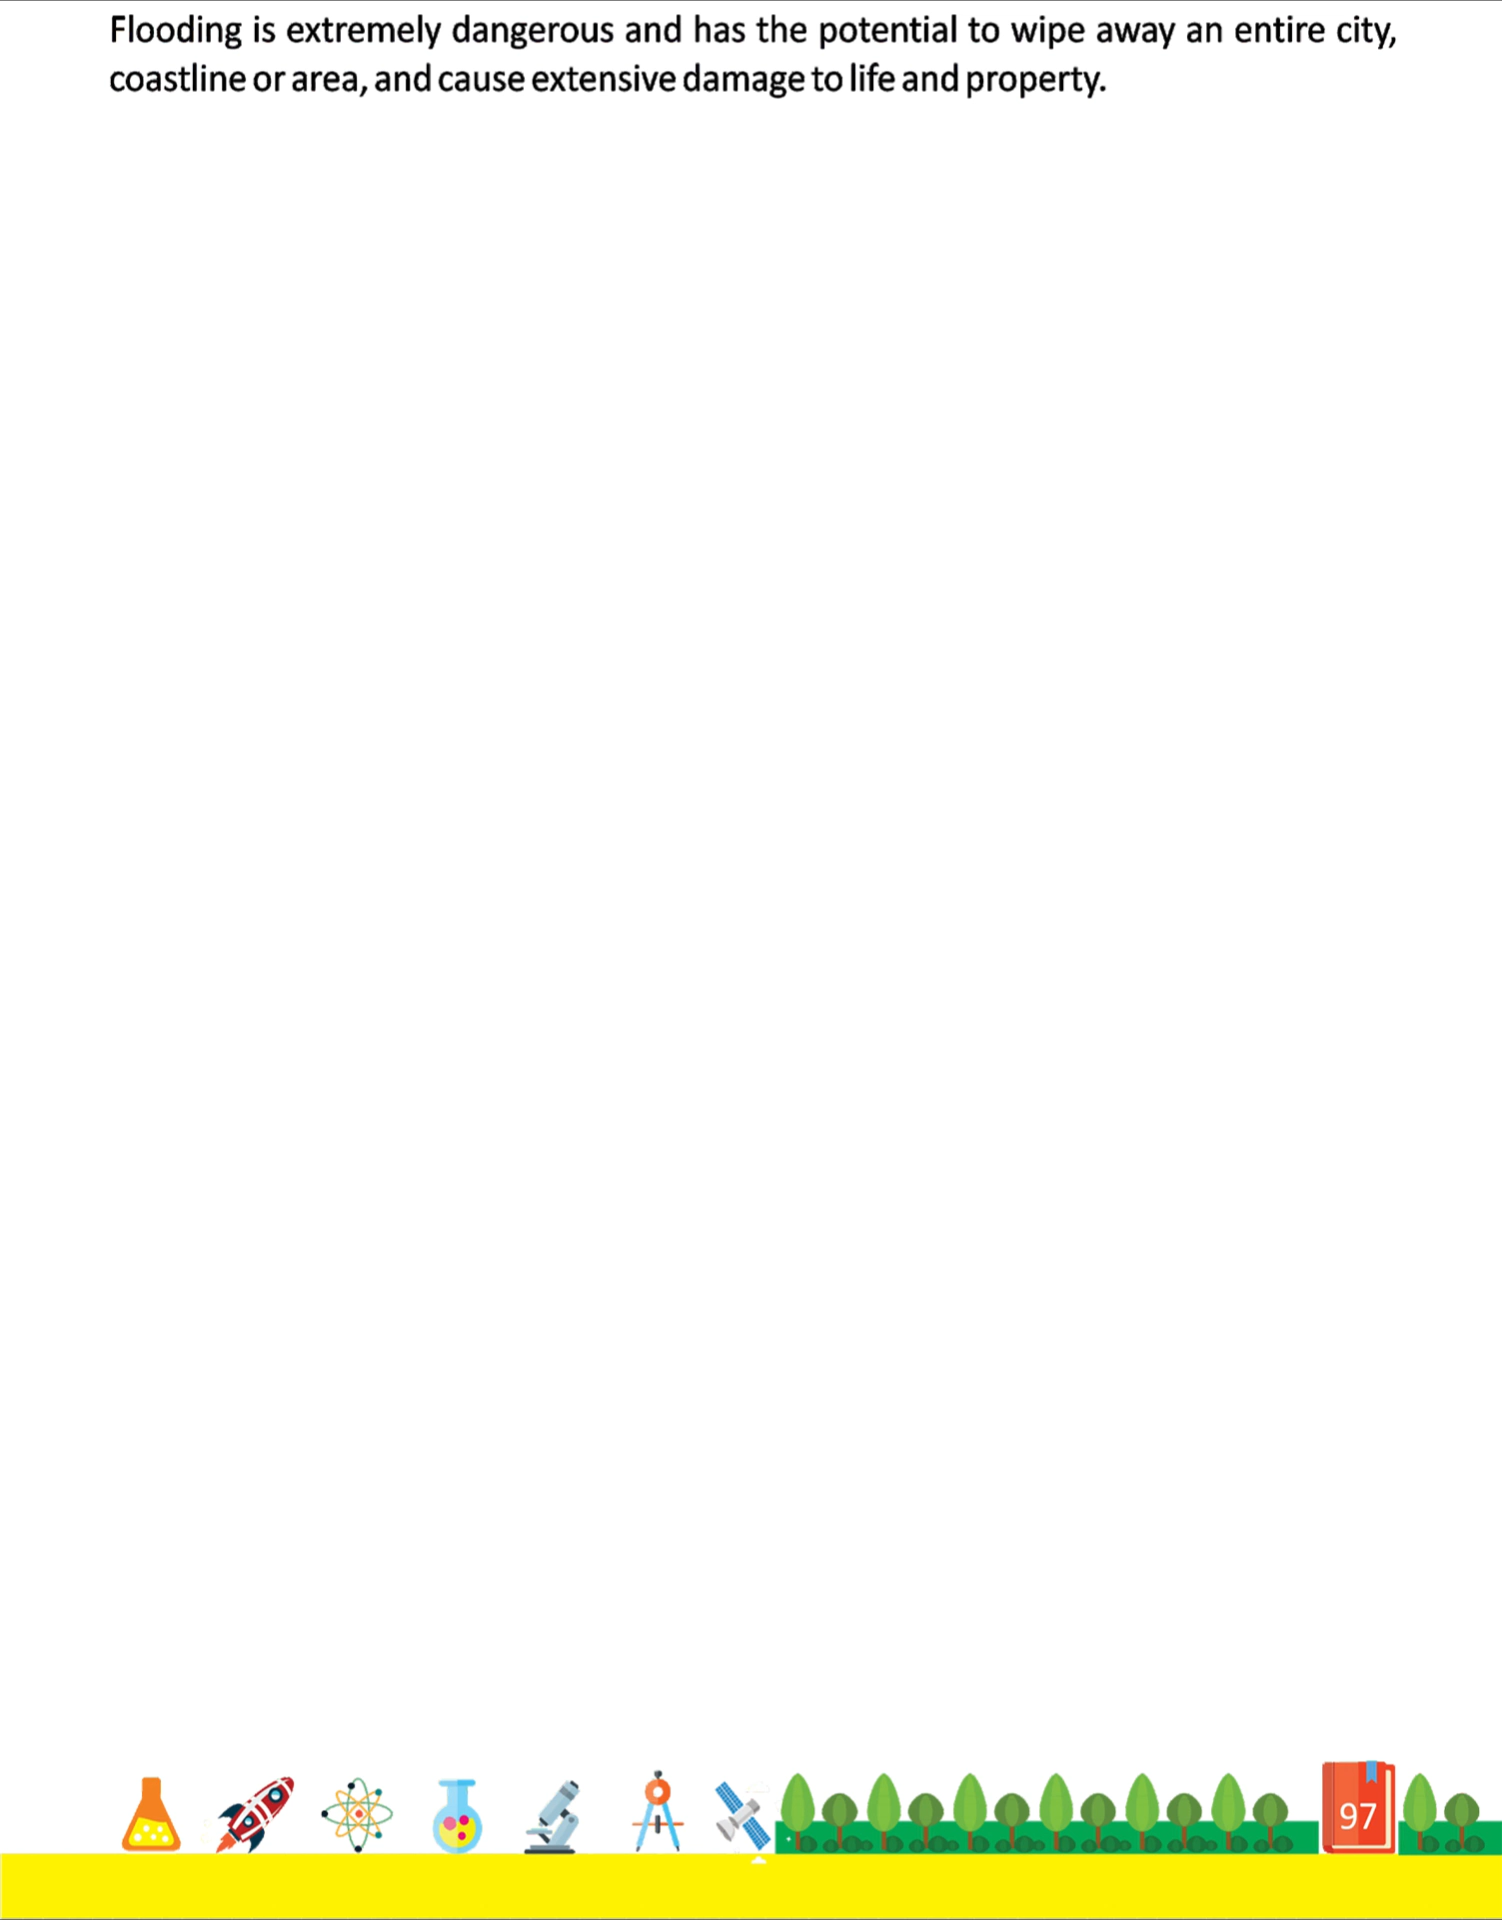 Flooding is extremely dangerous and has the potential to wipe away an entire city,
coastline or area, and cause extensive damage to life and property.
97